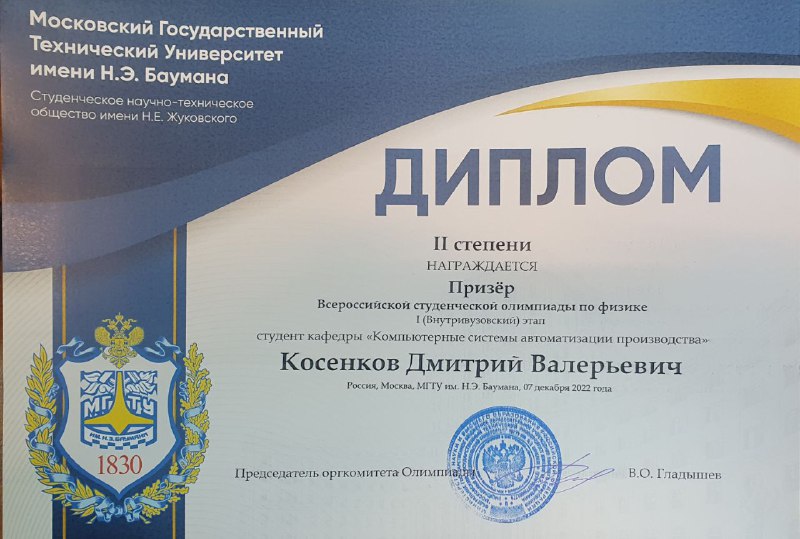 Московский Государственный
Технический Университет
имени Н.Э. Баумана
Студенческое научно-техническое
общество имени Н.Е. Жуковского
ДИПЛОМ
II степени
НАГРАЖДАЕТСЯ
Призёр
Всероссийской студенческой олимпиады по физике
I (Внутривузовский) этап
студент кафедры «Компьютерные системы автоматизации производства»
Косенков Дмитрий Валерьевич
Россия, Москва, МГТУ им. Н.Э. Баумана, 07 декабря 2022 года
МГТУ
ИМ. Н.Э. БАУМАНА
1830
Председатель оргкомитета Олимпиады
В.О. Гладышев